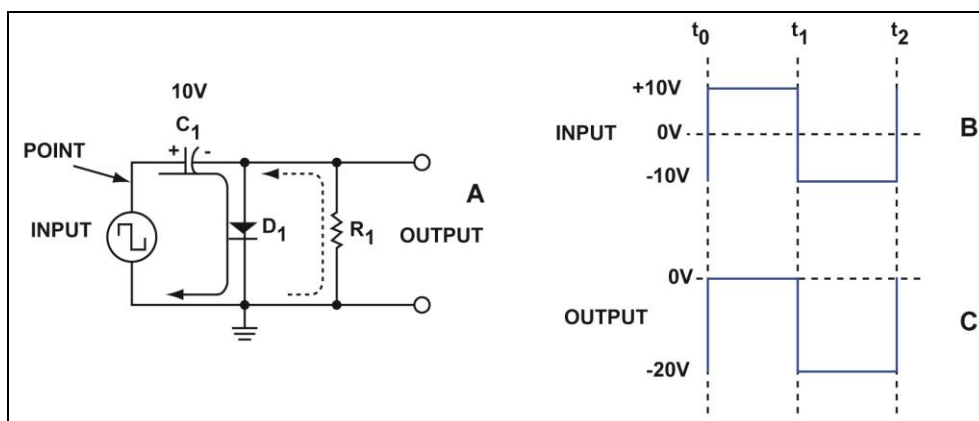 10V
C1
+ -
POINT
INPUT
D1
R1
A
OUTPUT
t0 t1 t2
+10V
INPUT 0V B
-10V
0V
OUTPUT C
-20V